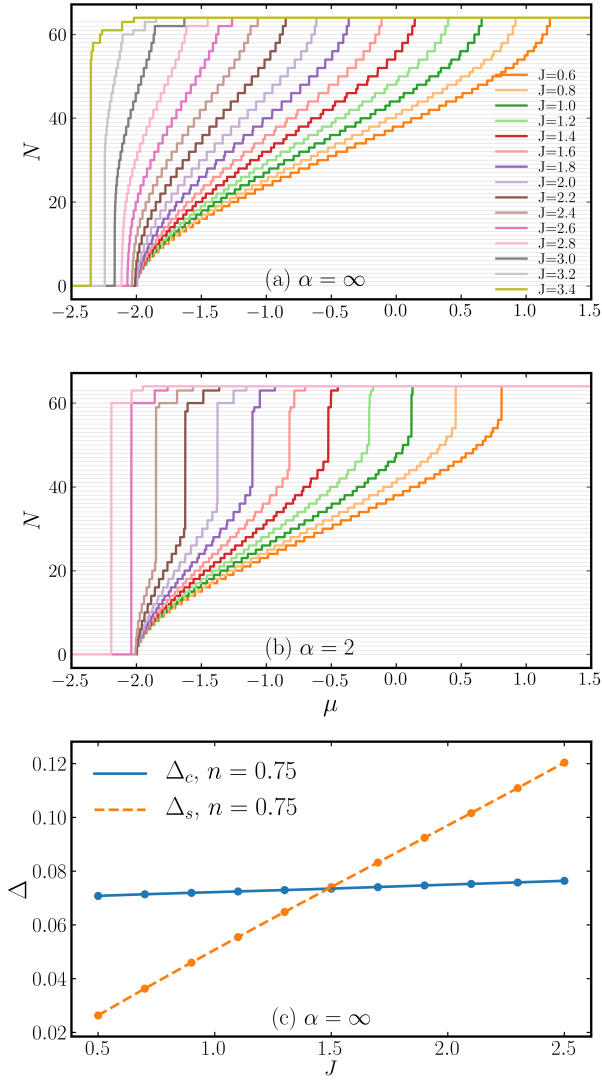 60
40
20
0
N
J=0.6
J=0.8
J=1.0
J=1.2
J=1.4
J=1.6
J=1.8
J=2.0
J=2.2
J=2.4
J=2.6
J=2.8
J=3.0
J=3.2
J=3.4
(a) α = ∞
−2.5 −2.0 −1.5 −1.0 −0.5 0.0 0.5 1.0 1.5
60
40
20
0
N
(b) α = 2
−2.5 −2.0 −1.5 −1.0 −0.5 0.0 0.5 1.0 1.5
μ
0.12
0.10
0.08
0.06
0.04
0.02
Δ
Δc, n = 0.75
Δs, n = 0.75
(c) α = ∞
0.5 1.0 1.5 2.0 2.5
J